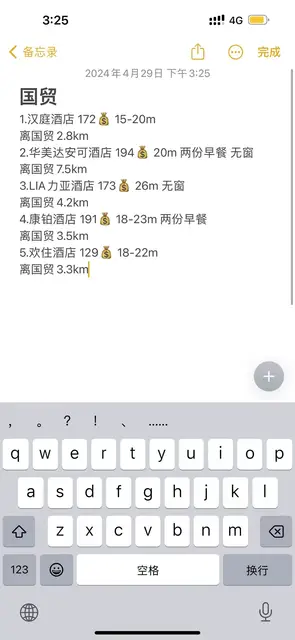 3:25
4G
备忘录
完成
2024年4月29日 下午3:25
国贸
1.汉庭酒店 172💰 15-20m
离国贸 2.8km
2.华美达安可酒店 194💰 20m 两份早餐 无窗
离国贸 7.5km
3.LIA力亚酒店 173💰 26m 无窗
离国贸 4.2km
4.康铂酒店 191💰 18-23m 两份早餐
离国贸 3.5km
5.欢住酒店 129💰 18-22m
离国贸 3.3km
， 。 ？ ！ 、 ……
q w e r t y u i o p
a s d f g h j k l
z x c v b n m
123 空格 换行